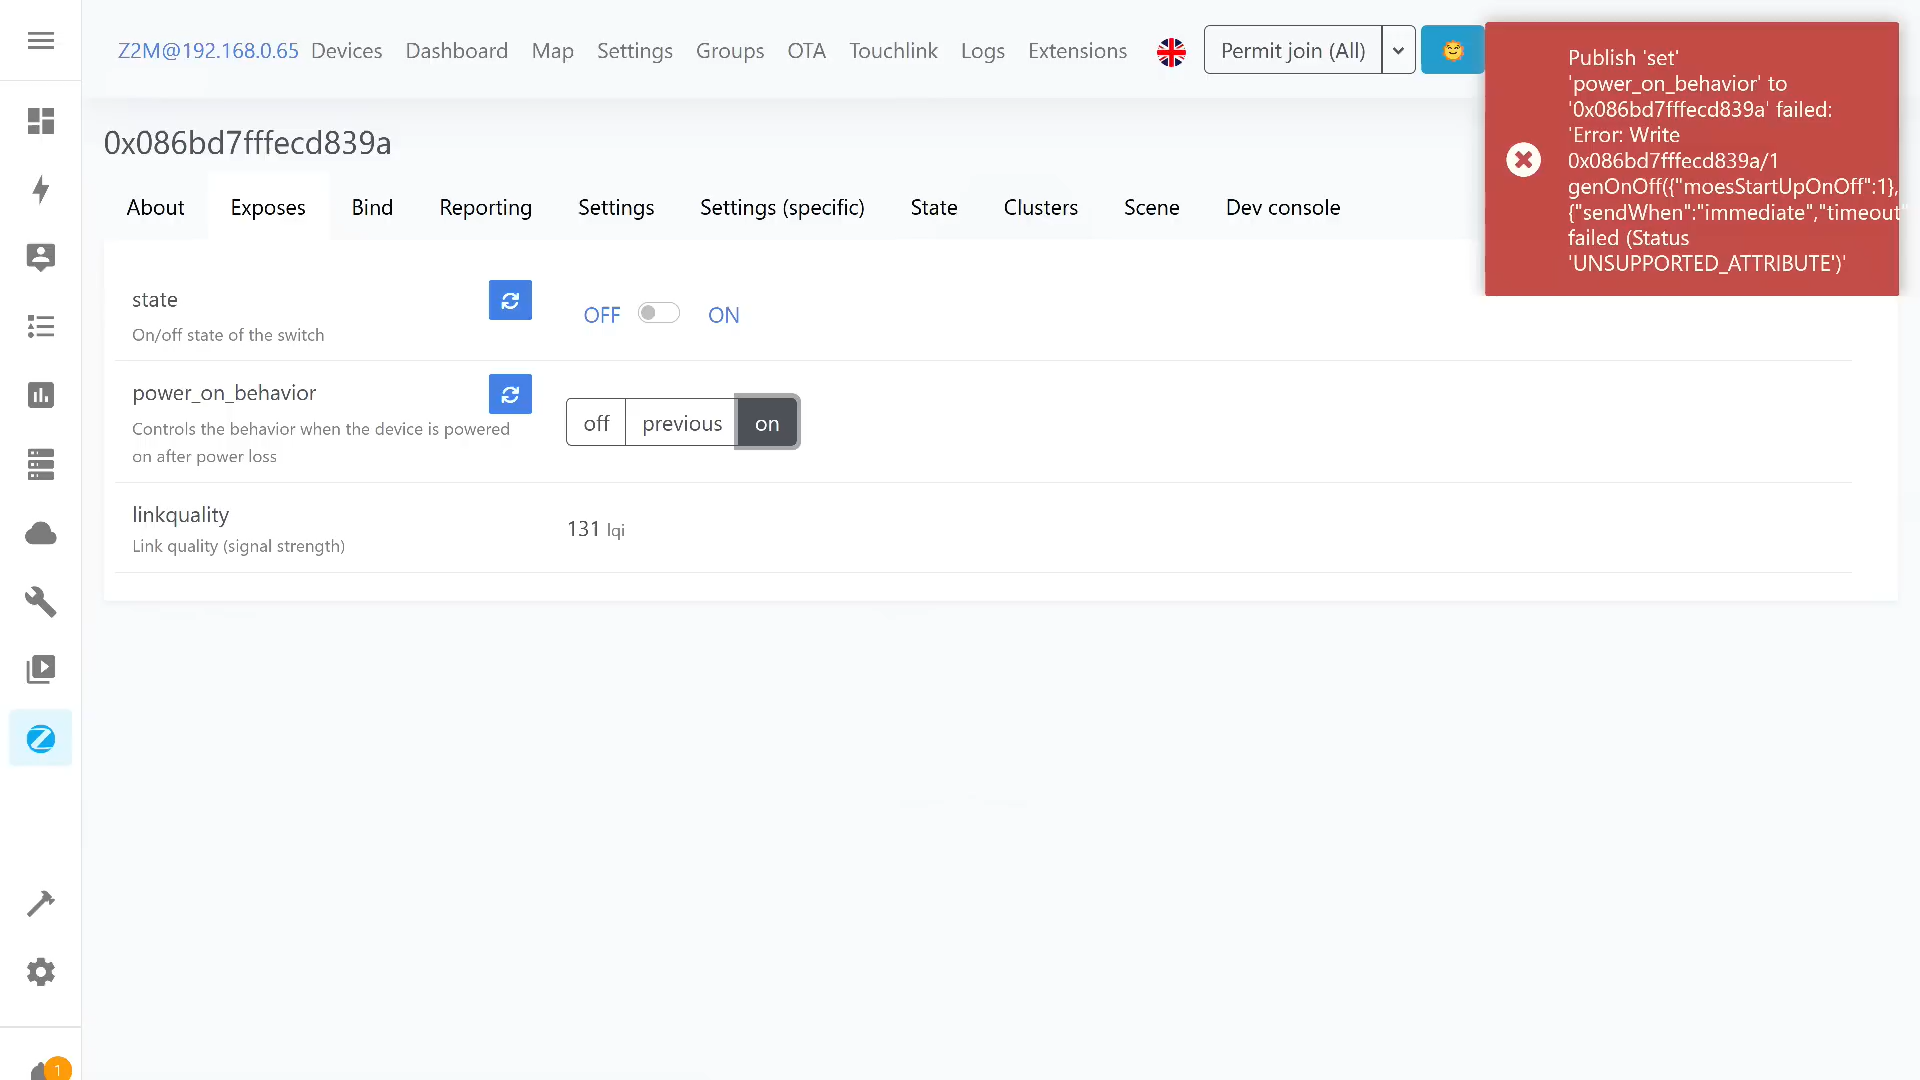 Z2M@192.168.0.65 Devices Dashboard Map Settings Groups OTA Touchlink Logs Extensions Permit join (All)
Publish 'set'
'power_on_behavior' to
'0x086bd7fffecd839a' failed:
'Error: Write
0x086bd7fffecd839a/1
genOnOff({"moesStartUpOnOff":1},
{"sendWhen":"immediate","timeout"
failed (Status
'UNSUPPORTED_ATTRIBUTE')'
0x086bd7fffecd839a
About Exposes Bind Reporting Settings Settings (specific) State Clusters Scene Dev console
state
On/off state of the switch
OFF ON
power_on_behavior
Controls the behavior when the device is powered
on after power loss
off previous on
linkquality
Link quality (signal strength)
131 lqi
1